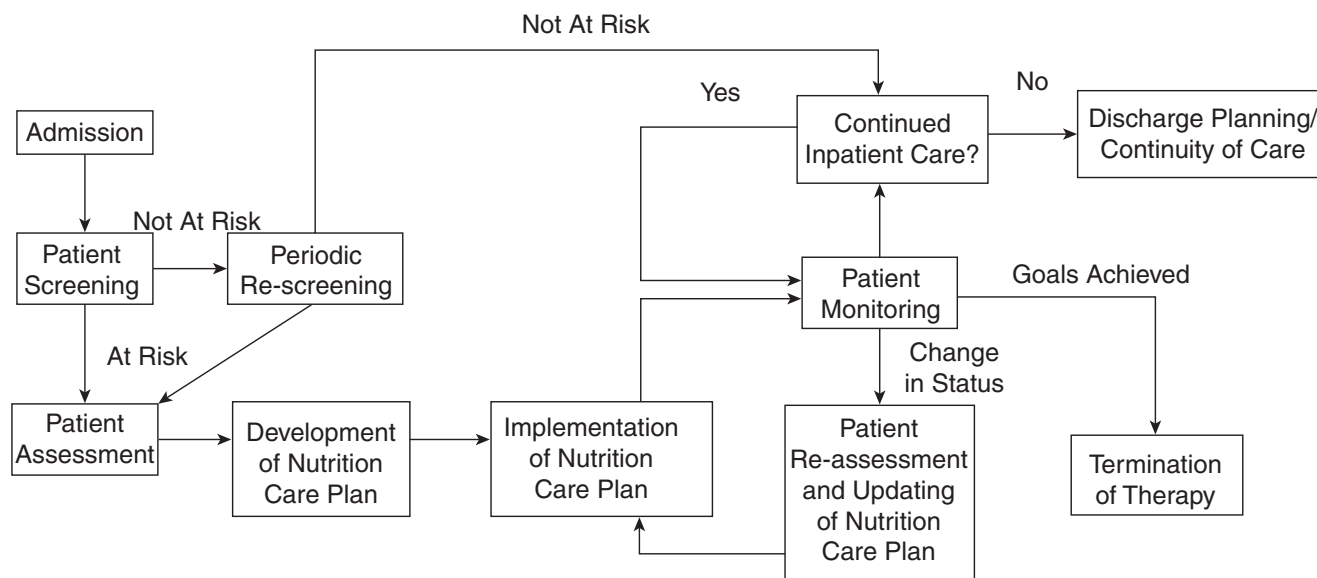 Not At Risk
Admission
Yes
Continued
Inpatient Care?
No
Discharge Planning/
Continuity of Care
Not At Risk
Patient
Screening
Periodic
Re-screening
Patient
Monitoring
Goals Achieved
At Risk
Change
in Status
Patient
Assessment
Development
of Nutrition
Care Plan
Implementation
of Nutrition
Care Plan
Patient
Re-assessment
and Updating
of Nutrition
Care Plan
Termination
of Therapy